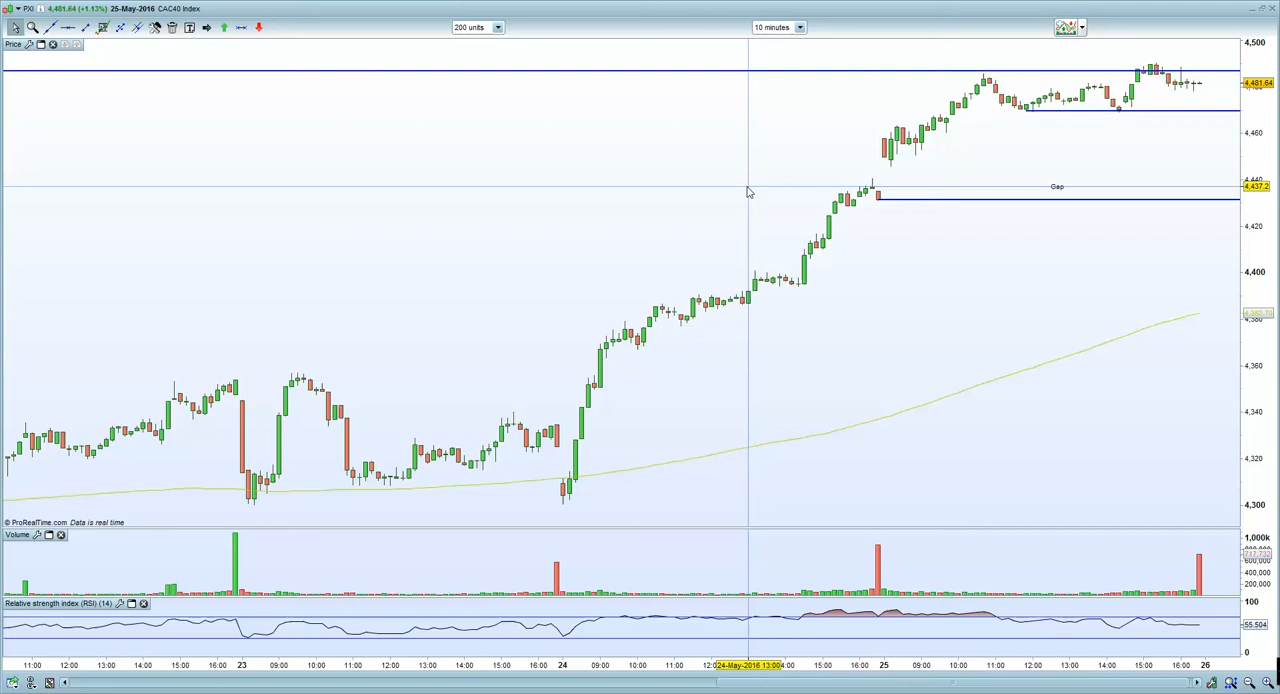 PXI 4,481.64 (+1.13%) 25-May-2016 CAC40 Index
200 units
10 minutes
Price
4,500
4,481.64
4,460
4,440
4,437.2
Gap
4,420
4,400
4,380
4,360
4,340
4,320
4,300
© ProRealTime.com Data is real time
Volume
1,000k
800,000
717,732
600,000
400,000
200,000
Relative strength index (RSI) (14)
100
55.504
0
11:00 12:00 13:00 14:00 15:00 16:00 23 09:00 10:00 11:00 12:00 13:00 14:00 15:00 16:00 24 09:00 10:00 11:00 24-May-2016 13:00 4:00 15:00 16:00 25 09:00 10:00 11:00 12:00 13:00 14:00 15:00 16:00 26